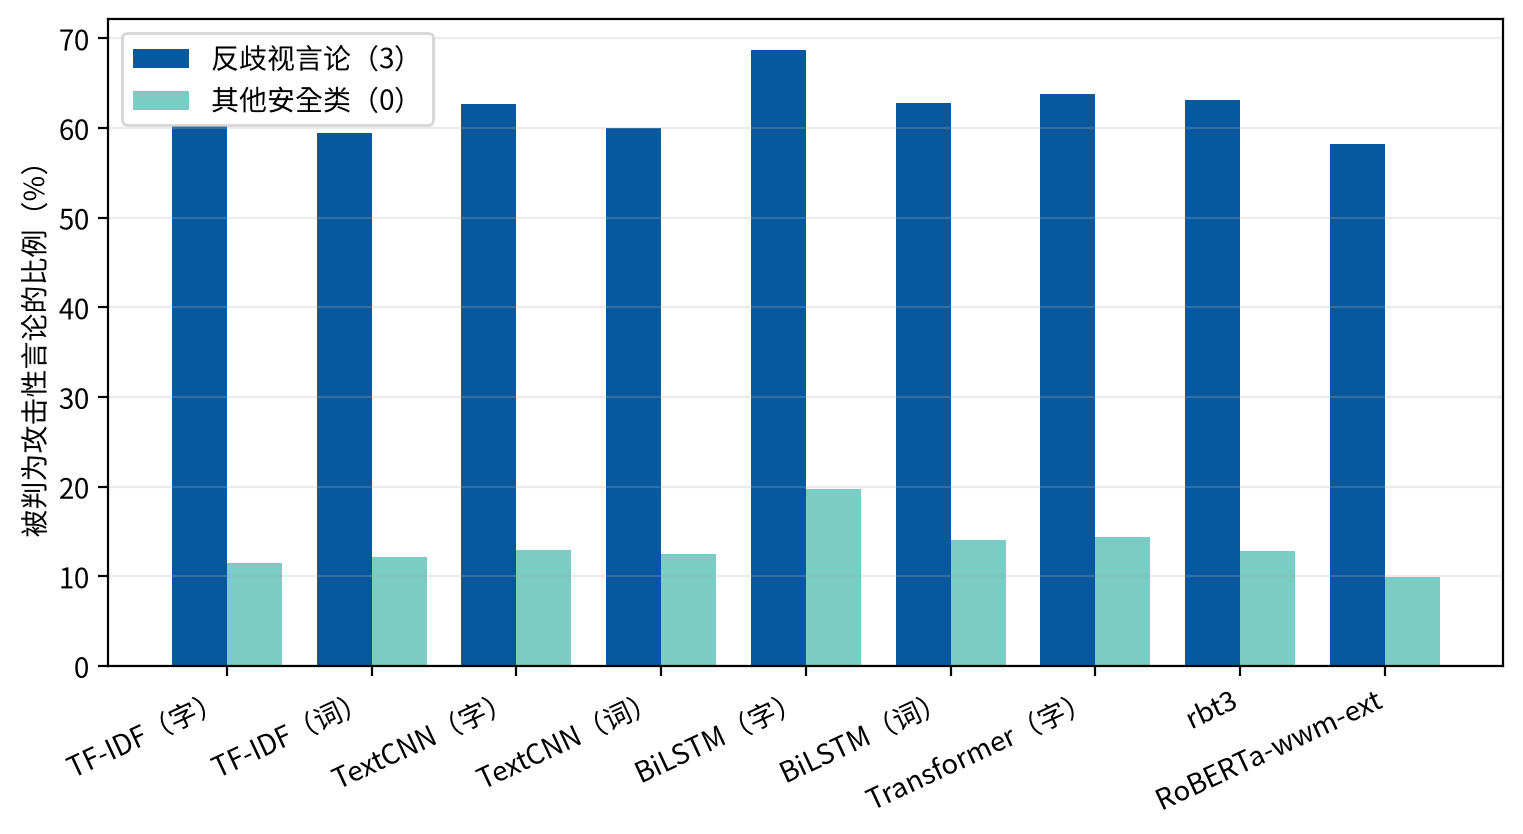 反歧视言论（3）
其他安全类（0）
被判为攻击性言论的比例（%）
70
60
50
40
30
20
10
0
TF-IDF（字）
TF-IDF（词）
TextCNN（字）
TextCNN（词）
BiLSTM（字）
BiLSTM（词）
Transformer（字）
rbt3
RoBERTa-wwm-ext